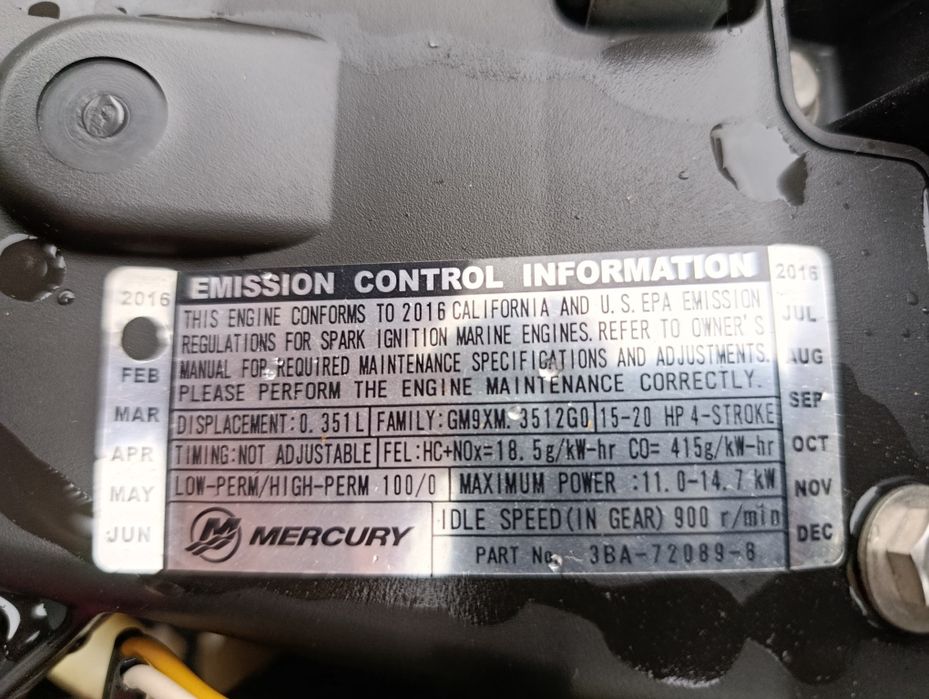 EMISSION CONTROL INFORMATION
THIS ENGINE CONFORMS TO 2016 CALIFORNIA AND U.S. EPA EMISSION
REGULATIONS FOR SPARK IGNITION MARINE ENGINES. REFER TO OWNER'S
MANUAL FOR REQUIRED MAINTENANCE SPECIFICATIONS AND ADJUSTMENTS.
PLEASE PERFORM THE ENGINE MAINTENANCE CORRECTLY.
DISPLACEMENT:0.351L FAMILY:GM9XM.3512G0 15-20 HP 4-STROKE
TIMING:NOT ADJUSTABLE FEL:HC+NOx=18.5g/kW-hr CO=415g/kW-hr
LOW-PERM/HIGH-PERM 100/0 MAXIMUM POWER :11.0-14.7 kW
MERCURY IDLE SPEED(IN GEAR) 900 r/min
PART No. 3BA-72089-6
2016
FEB
MAR
APR
MAY
JUN
2016
JUL
AUG
SEP
OCT
NOV
DEC